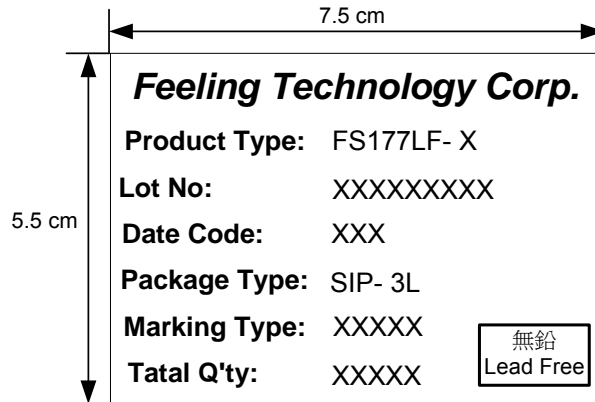 7.5 cm
Feeling Technology Corp.
Product Type: FS177LF- X
Lot No: XXXXXXXXX
5.5 cm
Date Code: XXX
Package Type: SIP- 3L
Marking Type: XXXXX
無鉛
Lead Free
Tatal Q'ty: XXXXX